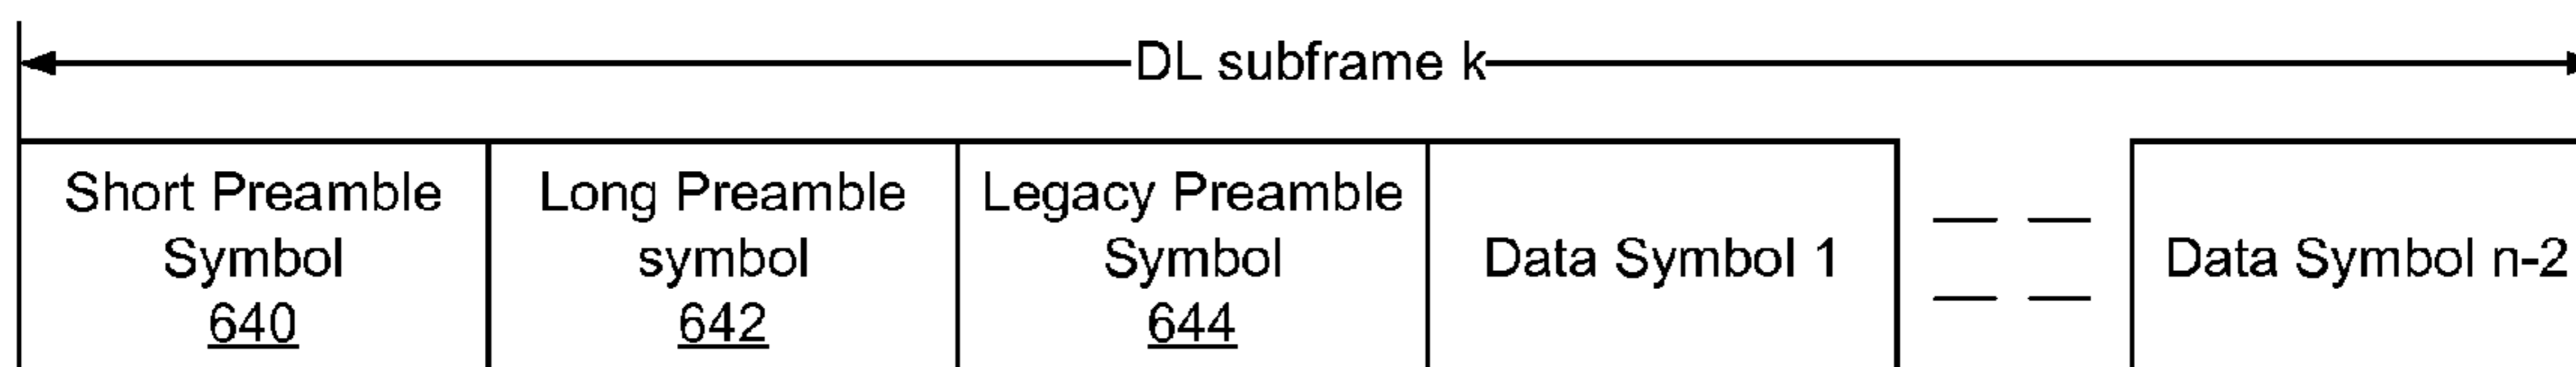 DL subframe k
Short Preamble
Symbol
640
Long Preamble
symbol
642
Legacy Preamble
Symbol
644
Data Symbol 1
Data Symbol n-2